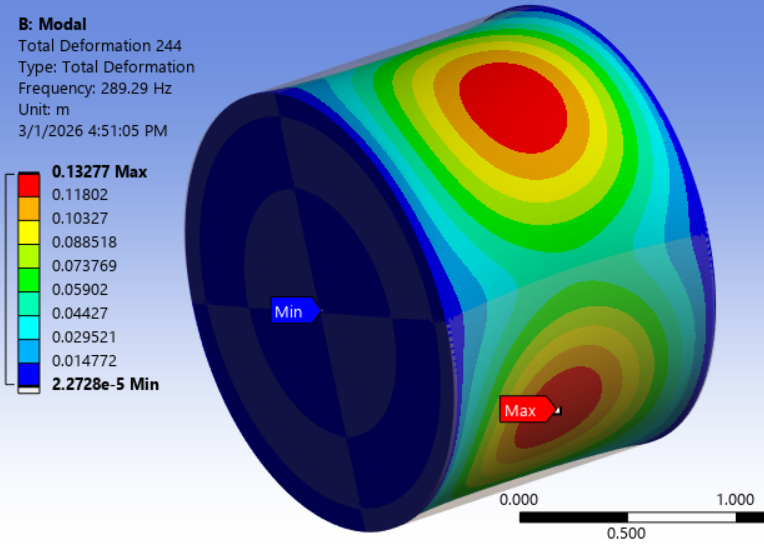 B: Modal
Total Deformation 244
Type: Total Deformation
Frequency: 289.29 Hz
Unit: m
3/1/2026 4:51:05 PM
0.13277 Max
0.11802
0.10327
0.088518
0.073769
0.05902
0.04427
0.029521
0.014772
2.2728e-5 Min
Min
Max
0.000 1.000
0.500